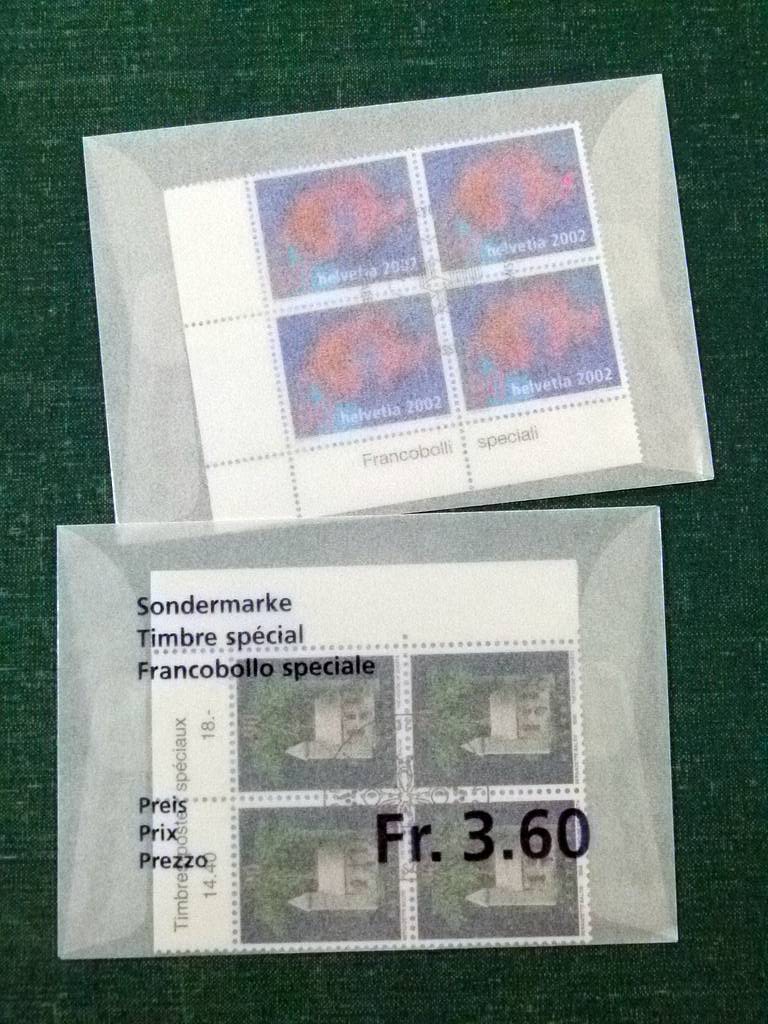 helvetia 2002
helvetia 2002
helvetia 2002
helvetia 2002
Francobolli speciali
Sondermarke
Timbre spécial
Francobollo speciale
Timbres-poste spéciaux
14.40 18.-
Preis
Prix
Prezzo
Fr. 3.60